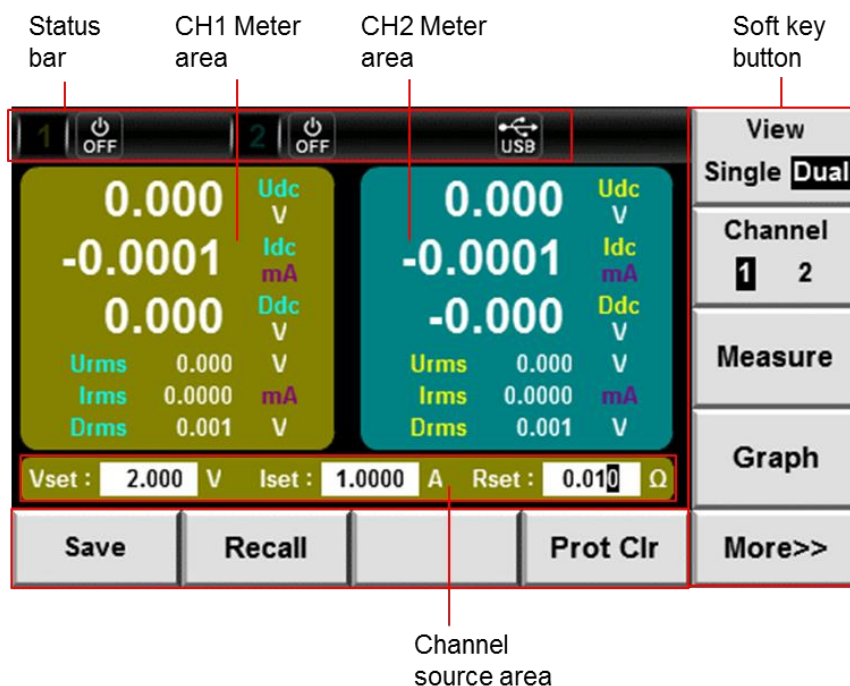 Status bar
CH1 Meter area
CH2 Meter area
Soft key button
1 OFF 2 OFF USB
View
Single Dual
Channel
1 2
Measure
Graph
More>>
0.000 Udc V
-0.0001 Idc mA
0.000 Ddc V
Urms 0.000 V
Irms 0.0000 mA
Drms 0.001 V
0.000 Udc V
-0.0001 Idc mA
-0.000 Ddc V
Urms 0.000 V
Irms 0.0000 mA
Drms 0.001 V
Vset : 2.000 V Iset : 1.0000 A Rset : 0.010 Ω
Save Recall Prot Clr
Channel
source area